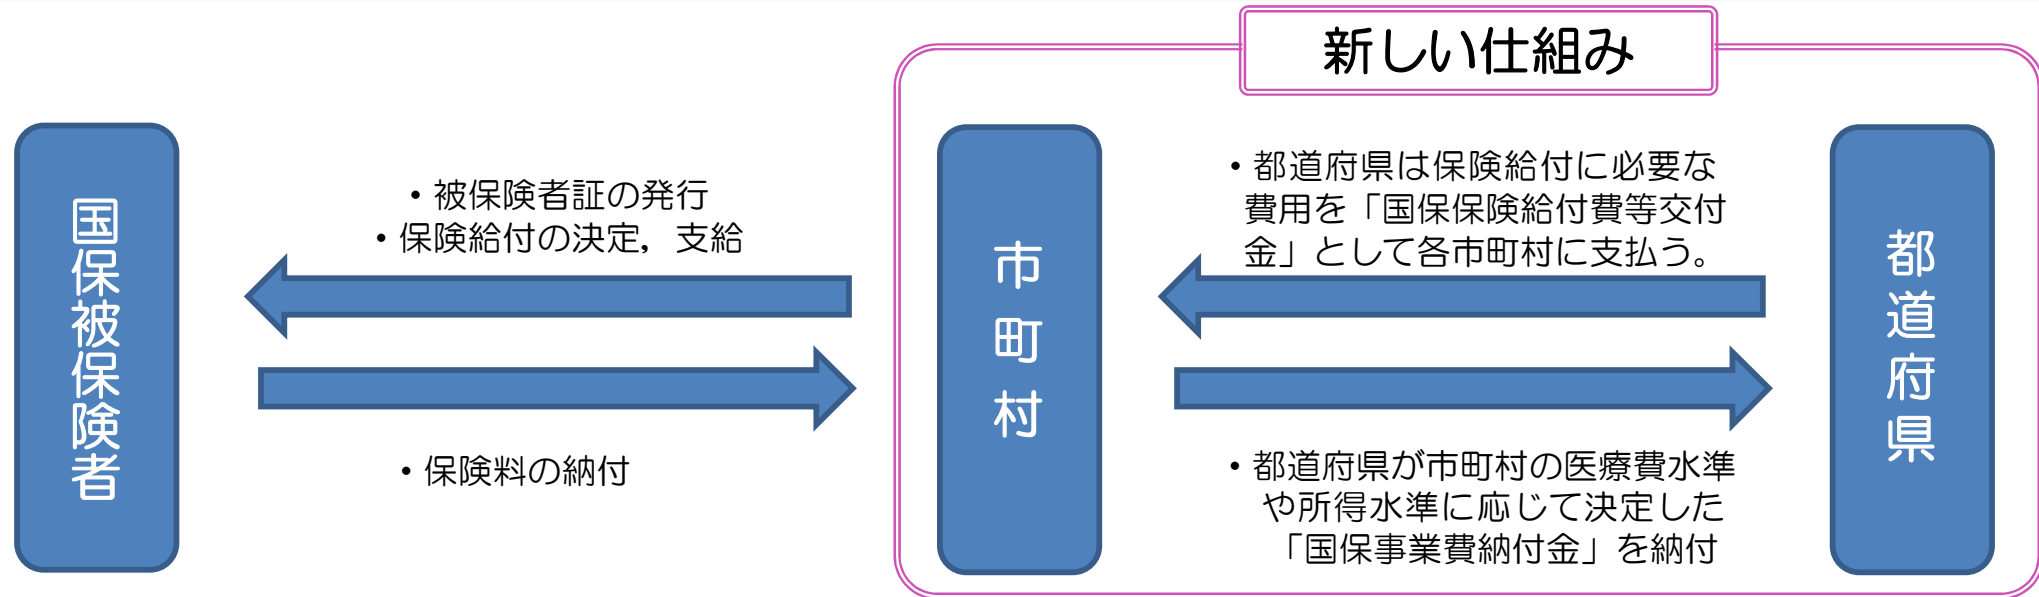 新しい仕組み
国保被保険者
・被保険者証の発行
・保険給付の決定，支給
・保険料の納付
市町村
・都道府県は保険給付に必要な
費用を「国保保険給付費等交付
金」として各市町村に支払う。
・都道府県が市町村の医療費水準
や所得水準に応じて決定した
「国保事業費納付金」を納付
都道府県